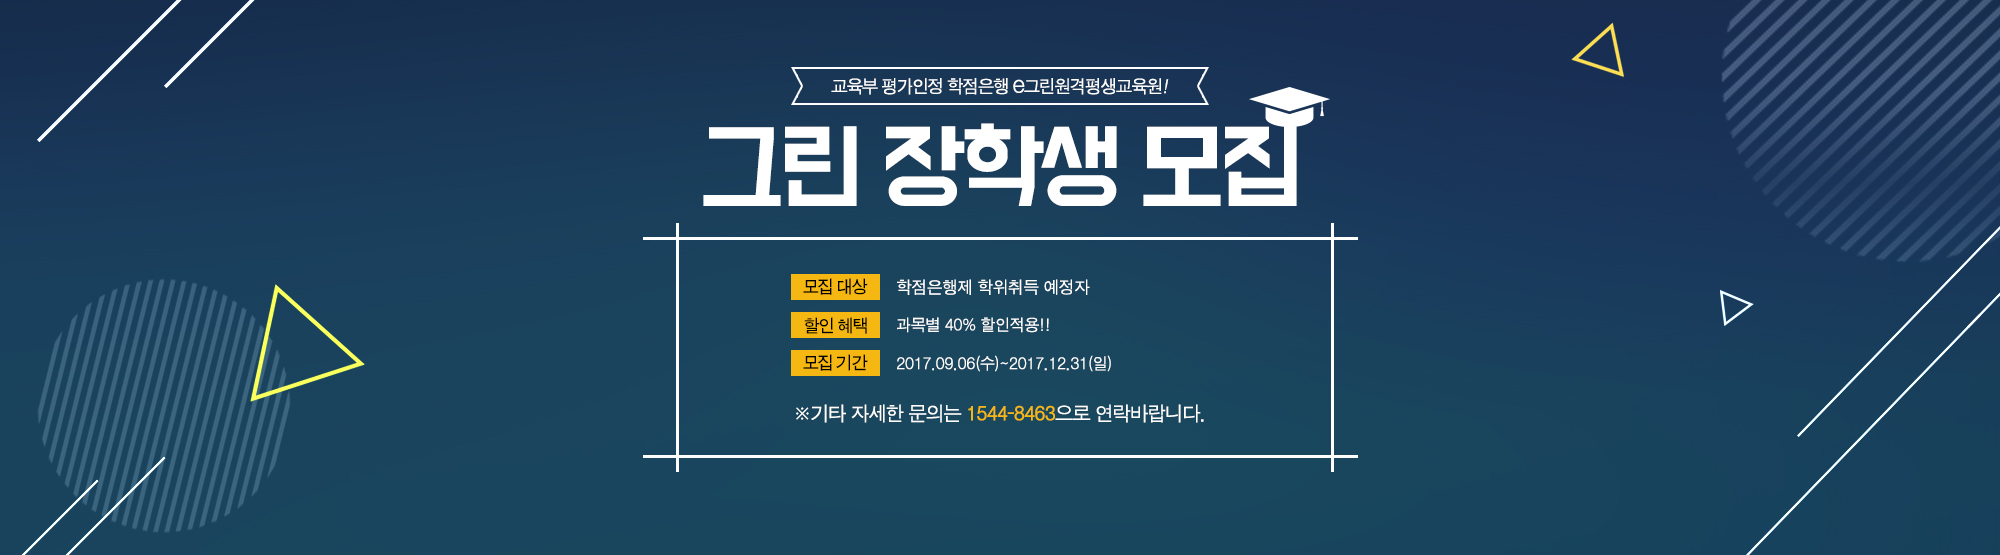 교육부 평가인정 학점은행 e그린원격평생교육원!
그린 장학생 모집
모집 대상 학점은행제 학위취득 예정자
할인 혜택 과목별 40% 할인적용!!
모집 기간 2017.09.06(수)~2017.12.31(일)
※기타 자세한 문의는 1544-8463으로 연락바랍니다.